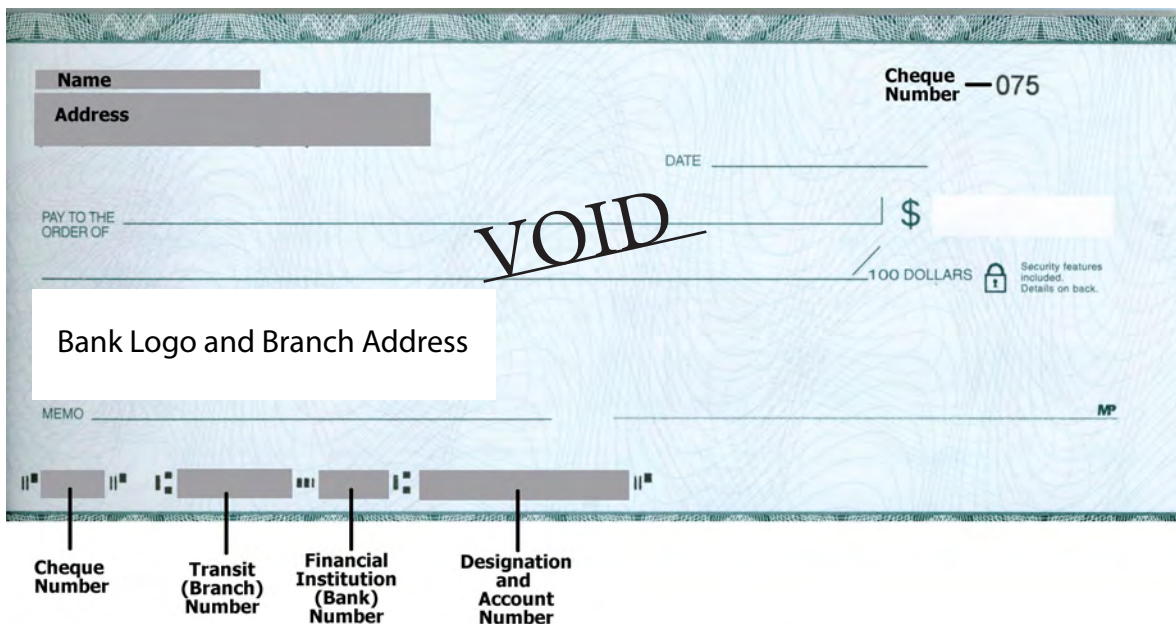 Name
Address
Cheque
Number
075
DATE
PAY TO THE
ORDER OF
VOID
$
100 DOLLARS
Security features
included.
Details on back.
Bank Logo and Branch Address
MEMO
MP
Cheque
Number
Transit
(Branch)
Number
Financial
Institution
(Bank)
Number
Designation
and
Account
Number